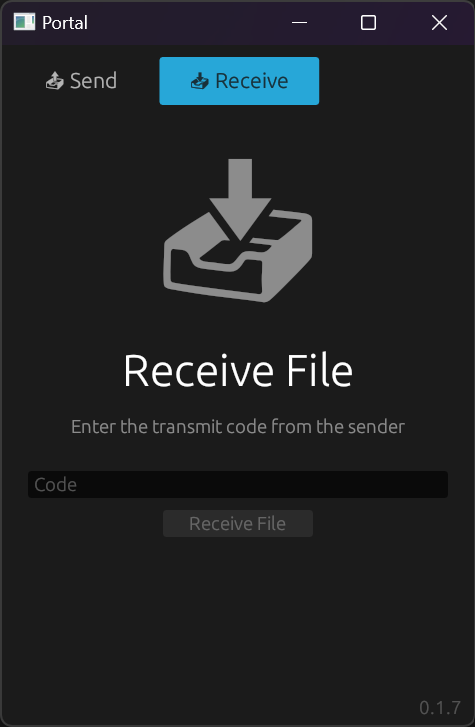 Portal
Send
Receive
Receive File
Enter the transmit code from the sender
Code
Receive File
0.1.7